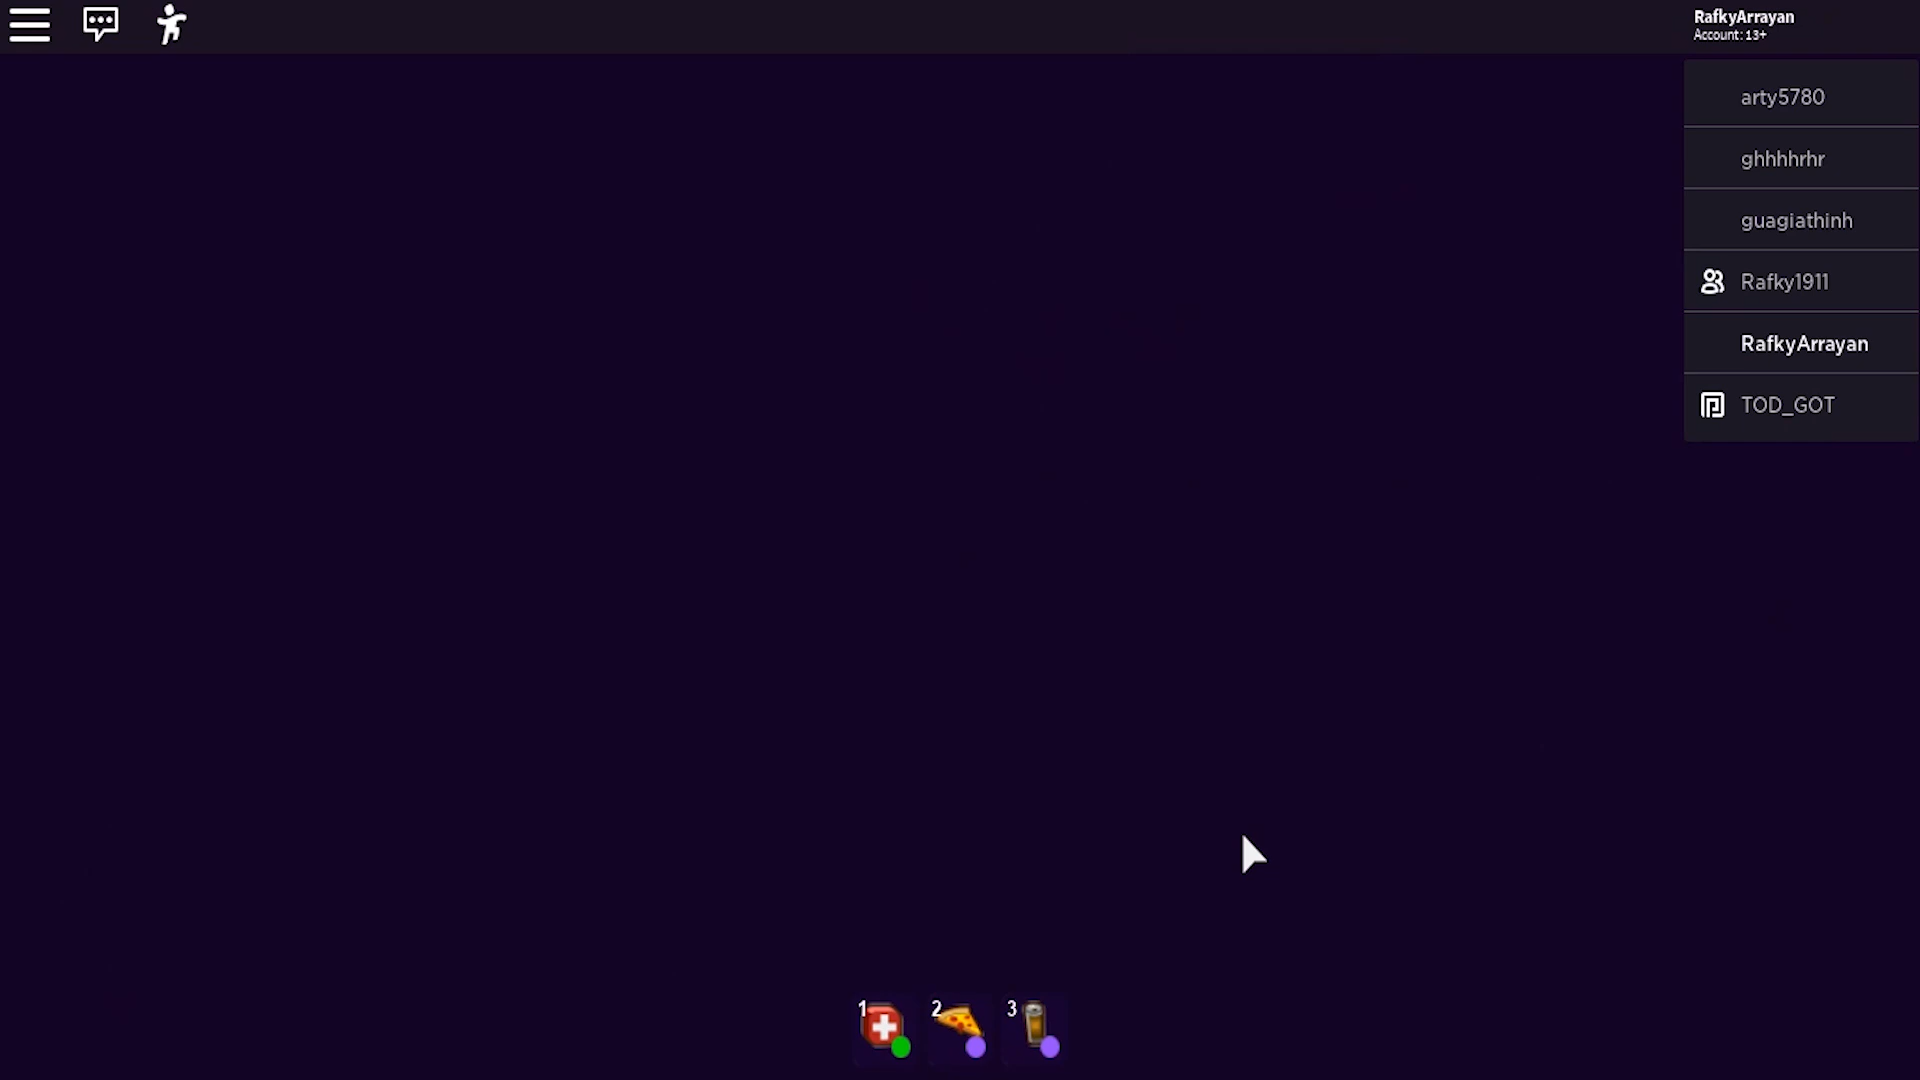 RafkyArrayan
Account: 13+
arty5780
ghhhhrhr
guagiathinh
Rafky1911
RafkyArrayan
TOD_GOT
1 2 3